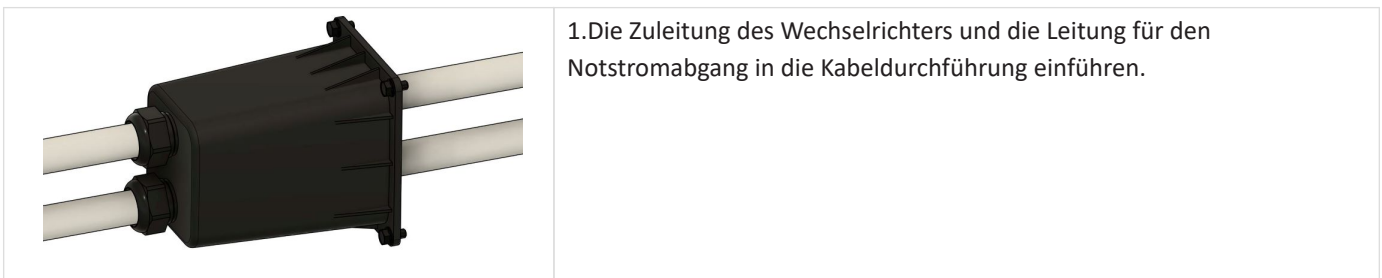 1.Die Zuleitung des Wechselrichters und die Leitung für den
Notstromabgang in die Kabeldurchführung einführen.